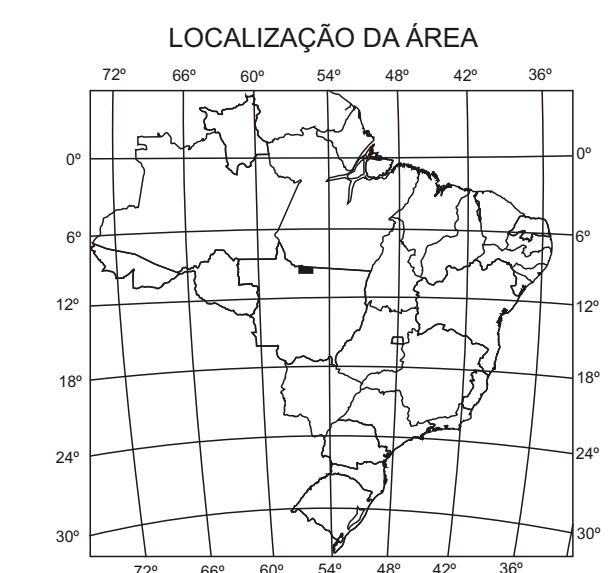 LOCALIZAÇÃO DA ÁREA
72º 66º 60º 54º 48º 42º 36º
0º 0º
6º 6º
12º 12º
18º 18º
24º 24º
30º 30º
72º 66º 60º 54º 48º 42º 36º